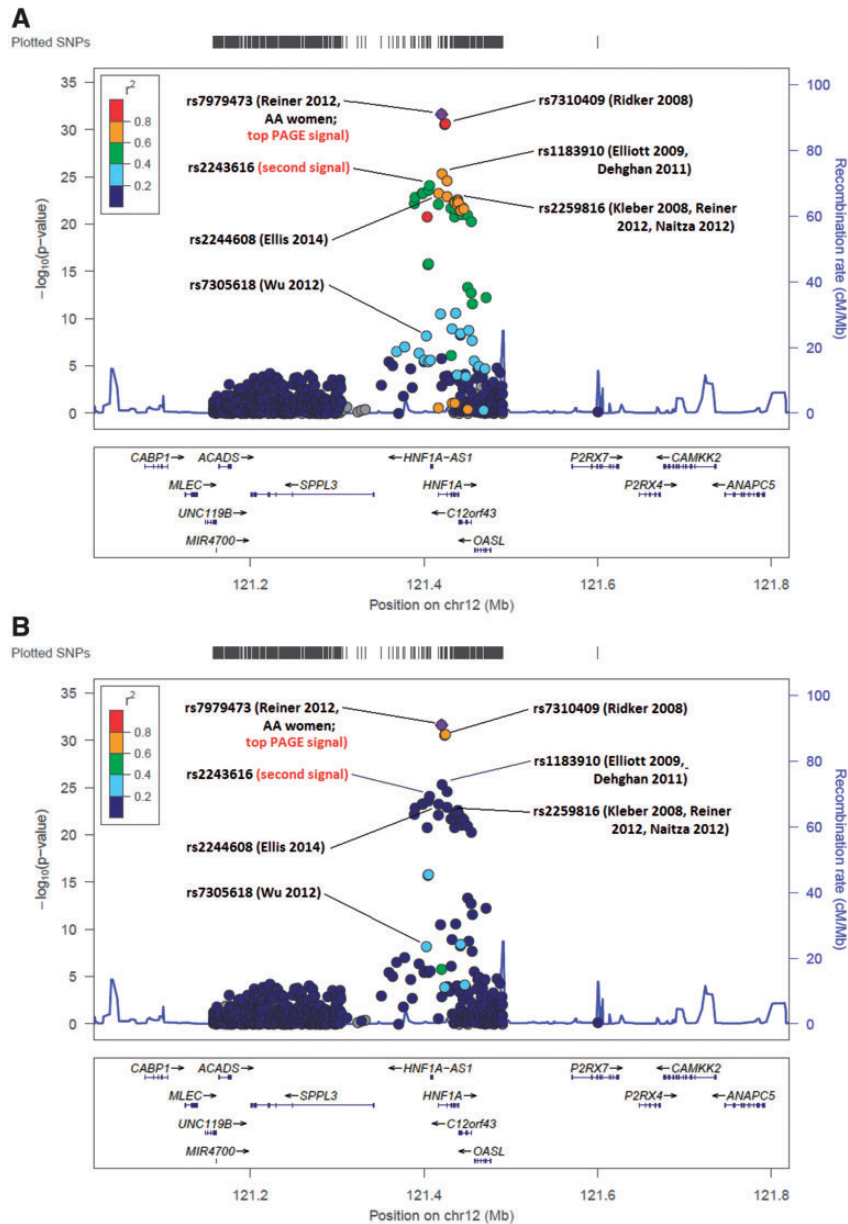 A
Plotted SNPs
r²
0.8
0.6
0.4
0.2
rs7979473 (Reiner 2012,
AA women;
top PAGE signal)
rs2243616 (second signal)
rs2244608 (Ellis 2014)
rs7305618 (Wu 2012)
rs7310409 (Ridker 2008)
rs1183910 (Elliott 2009,
Dehghan 2011)
rs2259816 (Kleber 2008, Reiner
2012, Naitza 2012)
35
30
25
20
15
10
5
0
−log10(p-value)
100
80
60
40
20
0
Recombination rate (cM/Mb)
CABP1→
ACADS→
←HNF1A-AS1
P2RX7→
←CAMKK2
MLEC→
←SPPL3
HNF1A→
P2RX4→
←ANAPC5
UNC119B→
←C12orf43
MIR4700→
←OASL
121.2
121.4
121.6
121.8
Position on chr12 (Mb)
B
Plotted SNPs
r²
0.8
0.6
0.4
0.2
rs7979473 (Reiner 2012,
AA women;
top PAGE signal)
rs2243616 (second signal)
rs2244608 (Ellis 2014)
rs7305618 (Wu 2012)
rs7310409 (Ridker 2008)
rs1183910 (Elliott 2009,
Dehghan 2011)
rs2259816 (Kleber 2008, Reiner
2012, Naitza 2012)
35
30
25
20
15
10
5
0
−log10(p-value)
100
80
60
40
20
0
Recombination rate (cM/Mb)
CABP1→
ACADS→
←HNF1A-AS1
P2RX7→
←CAMKK2
MLEC→
←SPPL3
HNF1A→
P2RX4→
←ANAPC5
UNC119B→
←C12orf43
MIR4700→
←OASL
121.2
121.4
121.6
121.8
Position on chr12 (Mb)